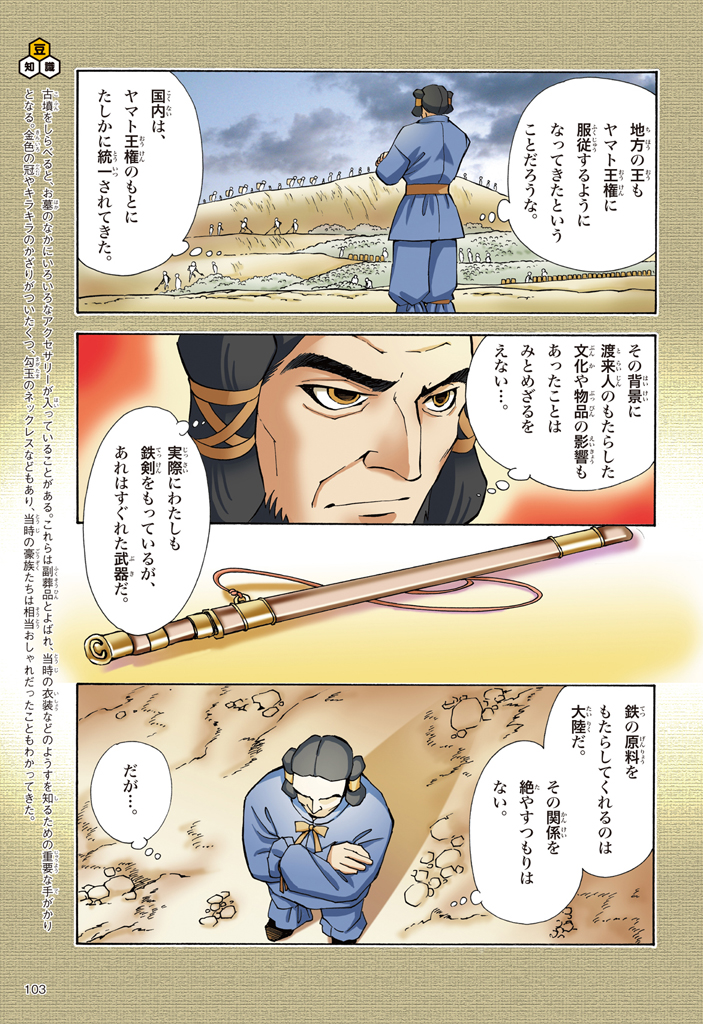 地方の王も
ヤマト王権に
服従するように
なってきたという
ことだろうな。
国内は、
ヤマト王権のもとに
たしかに統一されてきた。
その背景に
渡来人のもたらした
文化や物品の影響も
あったことは
みとめざるを
えない…。
実際にわたしも
鉄剣をもっているが、
あれはすぐれた武器だ。
鉄の原料を
もたらしてくれるのは
大陸だ。
その関係を
絶やすつもりは
ない。
だが…。
豆知識
古墳をしらべると、お墓のなかにいろいろなアクセサリーが入っていることがある。これらは副葬品とよばれ、当時の衣装などのようすを知るための重要な手がかり
となる。金色の冠やキラキラのかざりがついたくつ、勾玉のネックレスなどもあり、当時の豪族たちは相当おしゃれだったこともわかってきた。
103